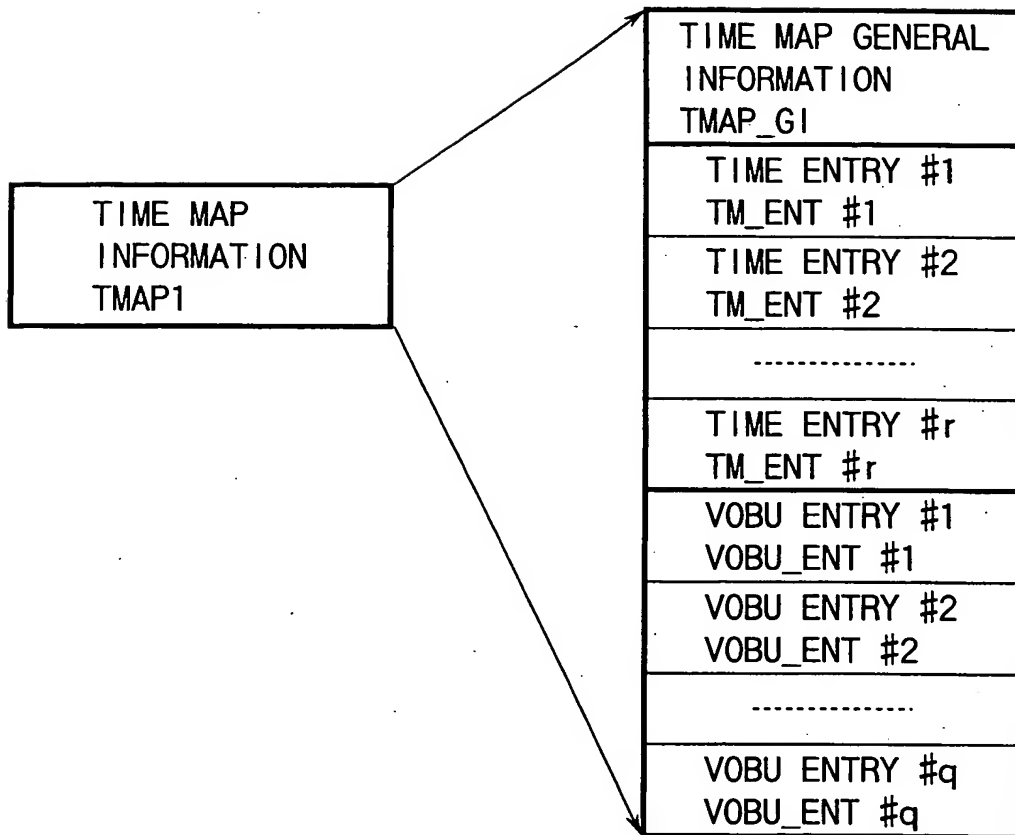 TIME MAP
INFORMATION
TMAP1
TIME MAP GENERAL
INFORMATION
TMAP_GI
TIME ENTRY #1
TM_ENT #1
TIME ENTRY #2
TM_ENT #2
---------------
TIME ENTRY #r
TM_ENT #r
VOBU ENTRY #1
VOBU_ENT #1
VOBU ENTRY #2
VOBU_ENT #2
---------------
VOBU ENTRY #q
VOBU_ENT #q